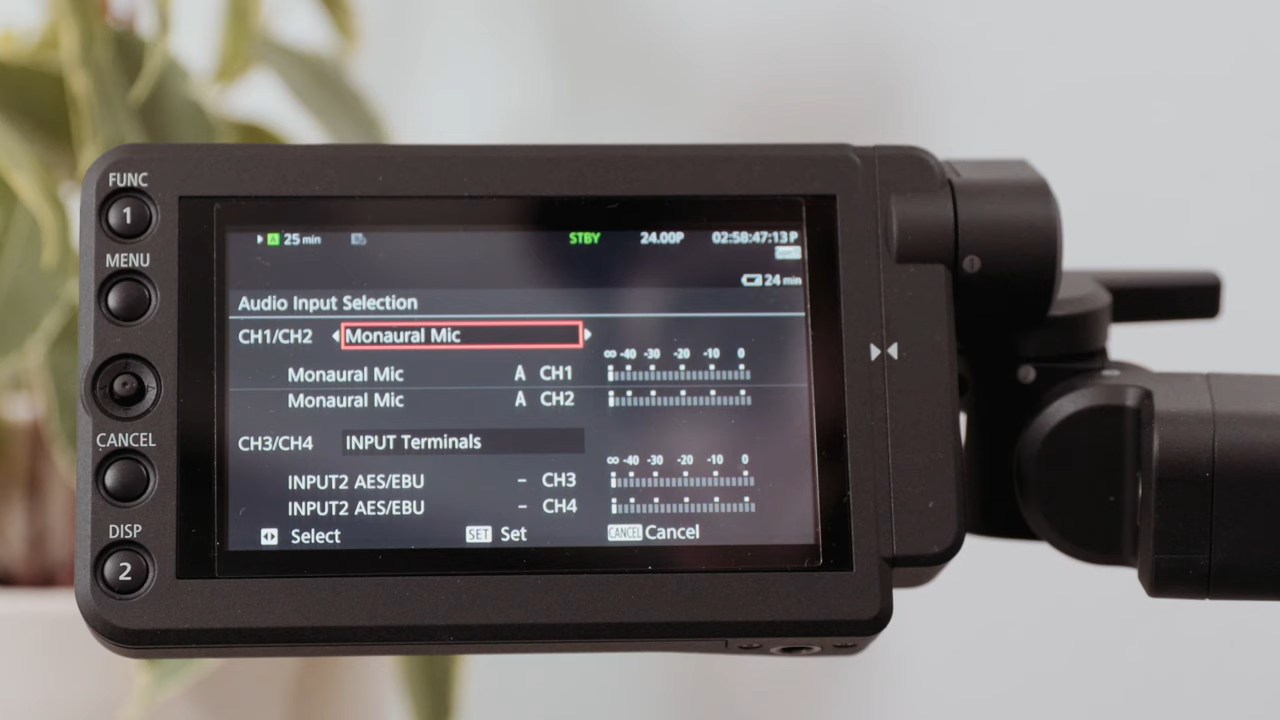 FUNC
1
MENU
CANCEL
DISP
2
A 25 min
STBY
24.00P
02:58:47:13 P
24 min
Audio Input Selection
CH1/CH2 Monaural Mic
∞ -40 -30 -20 -10 0
Monaural Mic A CH1
Monaural Mic A CH2
CH3/CH4 INPUT Terminals
∞ -40 -30 -20 -10 0
INPUT2 AES/EBU – CH3
INPUT2 AES/EBU – CH4
Select SET Set CANCEL Cancel